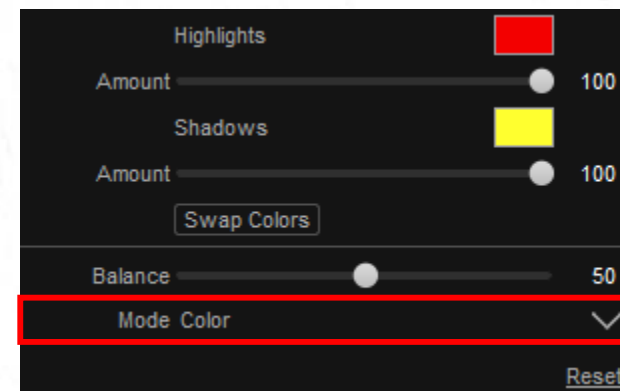 Highlights
Amount 100
Shadows
Amount 100
Swap Colors
Balance 50
Mode Color
Reset